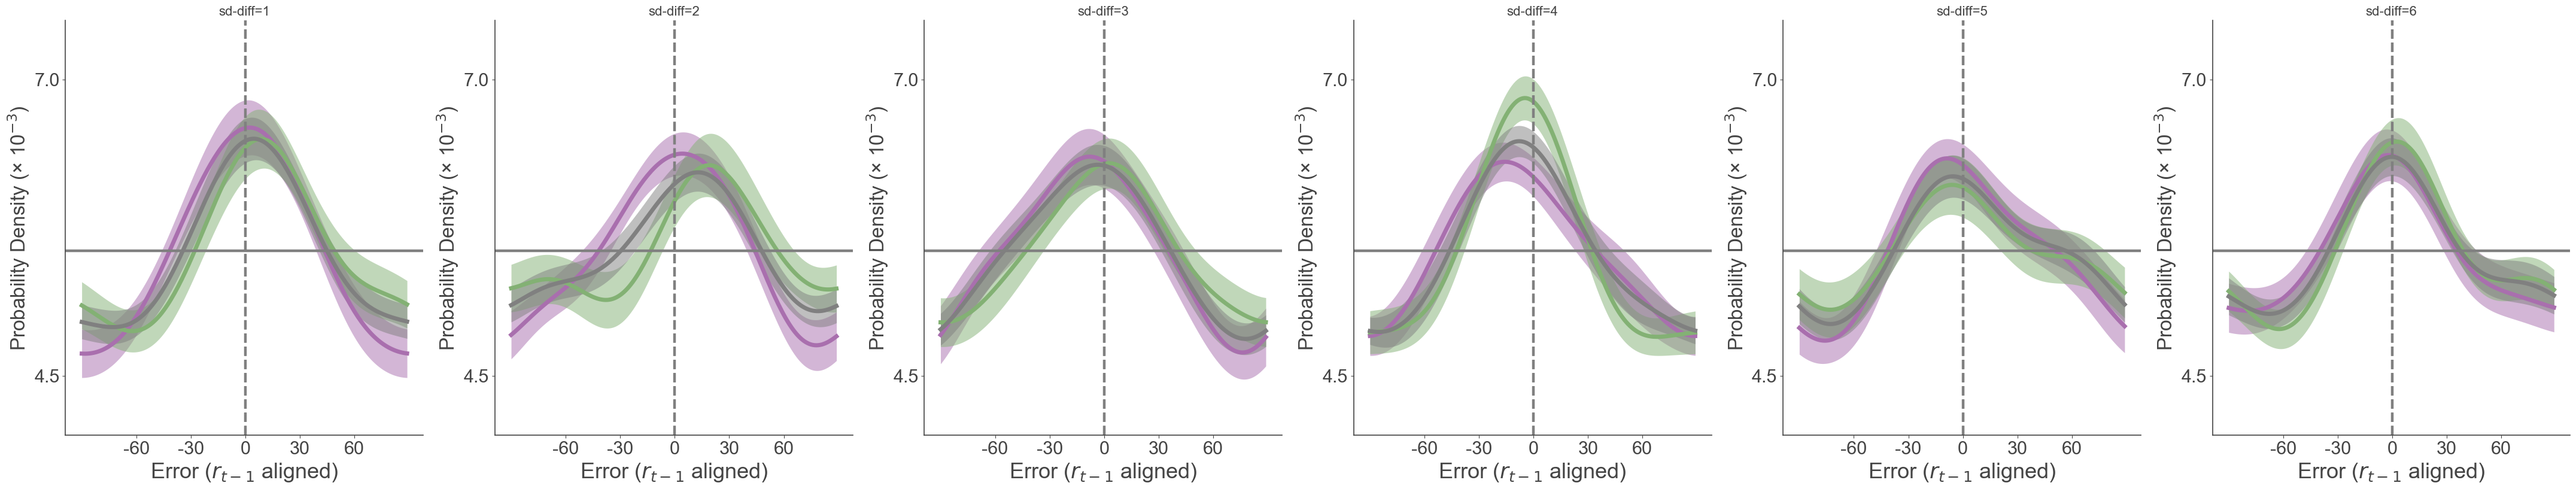 sd-diff=1
7.0
4.5
Probability Density (× 10⁻³)
-60 -30 0 30 60
Error (rₜ₋₁ aligned)
sd-diff=2
7.0
4.5
Probability Density (× 10⁻³)
-60 -30 0 30 60
Error (rₜ₋₁ aligned)
sd-diff=3
7.0
4.5
Probability Density (× 10⁻³)
-60 -30 0 30 60
Error (rₜ₋₁ aligned)
sd-diff=4
7.0
4.5
Probability Density (× 10⁻³)
-60 -30 0 30 60
Error (rₜ₋₁ aligned)
sd-diff=5
7.0
4.5
Probability Density (× 10⁻³)
-60 -30 0 30 60
Error (rₜ₋₁ aligned)
sd-diff=6
7.0
4.5
Probability Density (× 10⁻³)
-60 -30 0 30 60
Error (rₜ₋₁ aligned)